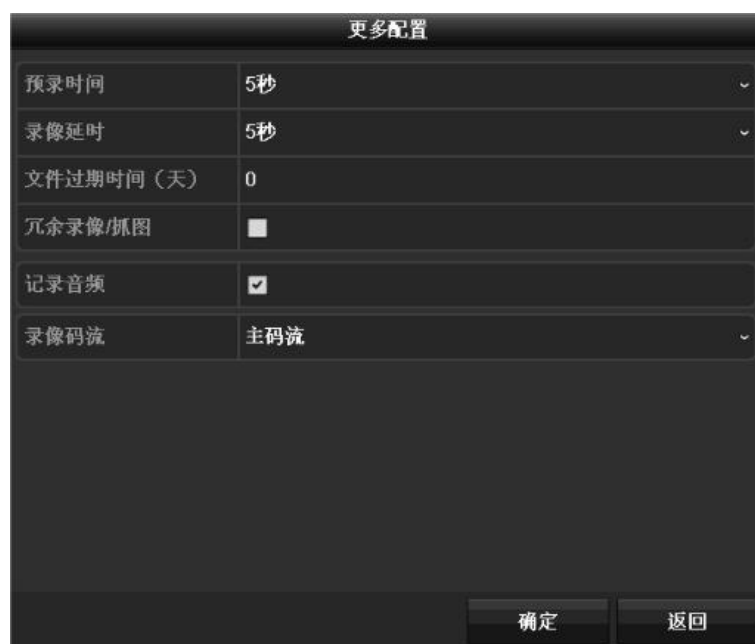 更多配置
预录时间 5秒
录像延时 5秒
文件过期时间（天） 0
冗余录像/抓图
记录音频
录像码流 主码流
确定 返回